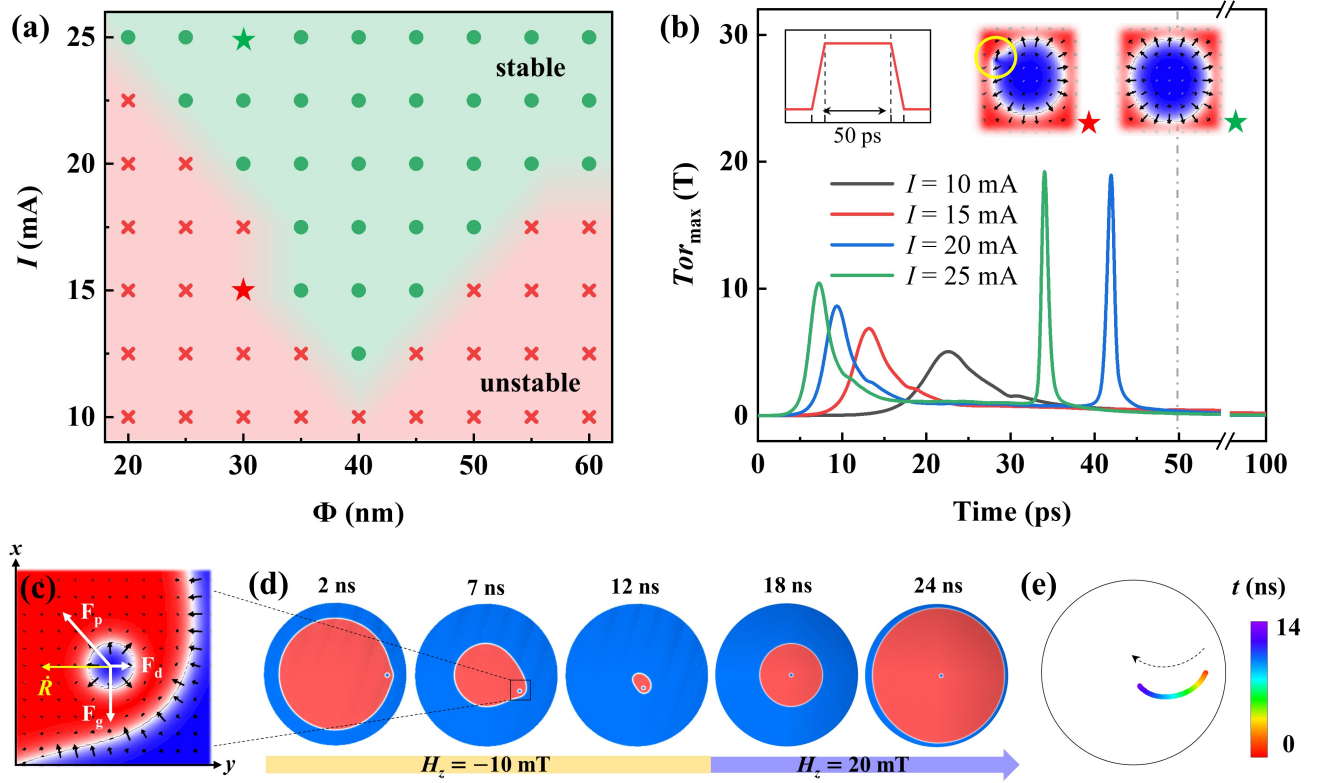 (a)
25
20
15
10
I (mA)
stable
unstable
20 30 40 50 60
Φ (nm)
(b)
30
20
10
0
Tor_max (T)
50 ps
I = 10 mA
I = 15 mA
I = 20 mA
I = 25 mA
0 10 20 30 40 50 100
Time (ps)
x
(c)
F_p
F_d
Ṙ
F_g
y
(d)
2 ns 7 ns 12 ns 18 ns 24 ns
H_z = −10 mT H_z = 20 mT
(e)
t (ns)
14
0